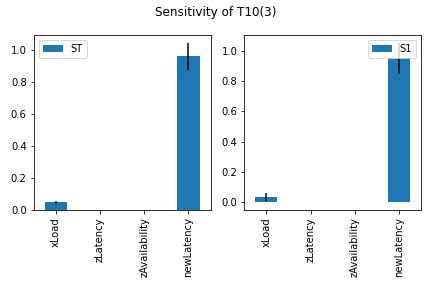 Sensitivity of T10(3)
ST
1.0
0.8
0.6
0.4
0.2
0.0
xLoad
zLatency
zAvailability
newLatency
S1
1.0
0.8
0.6
0.4
0.2
0.0
xLoad
zLatency
zAvailability
newLatency